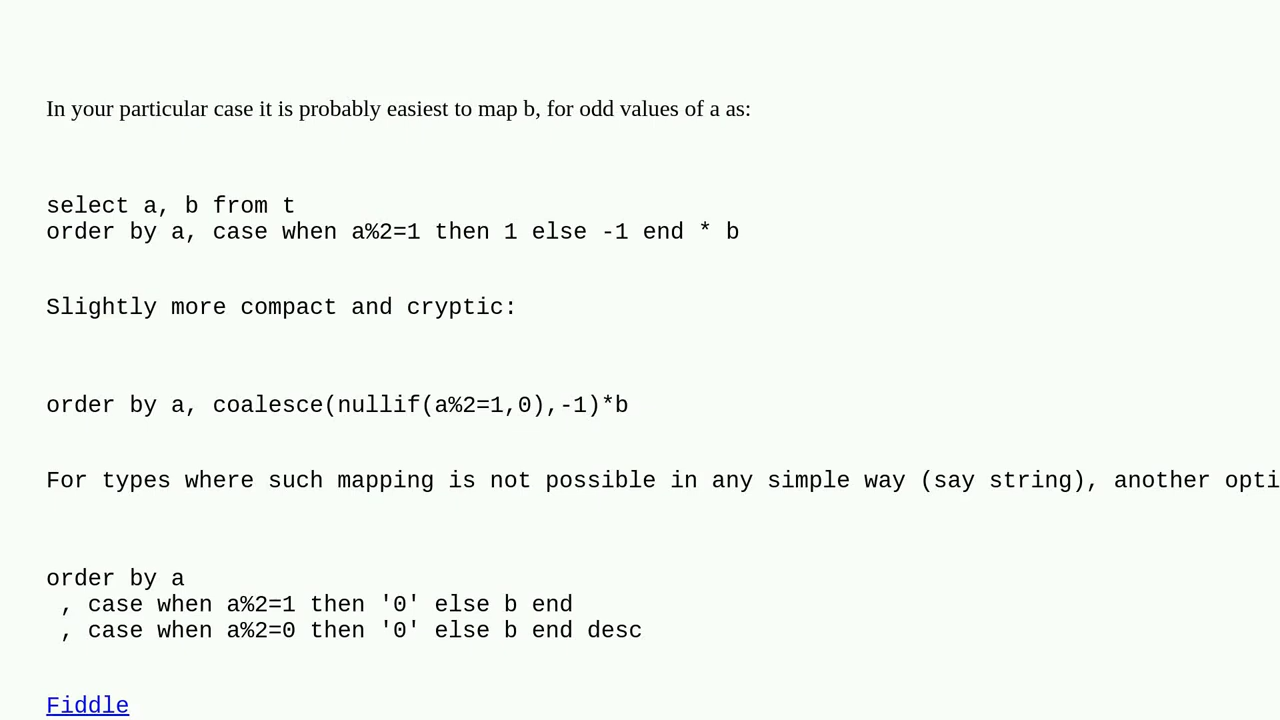 In your particular case it is probably easiest to map b, for odd values of a as:
select a, b from t
order by a, case when a%2=1 then 1 else -1 end * b
Slightly more compact and cryptic:
order by a, coalesce(nullif(a%2=1,0),-1)*b
For types where such mapping is not possible in any simple way (say string), another opti
order by a
 , case when a%2=1 then '0' else b end
 , case when a%2=0 then '0' else b end desc
Fiddle